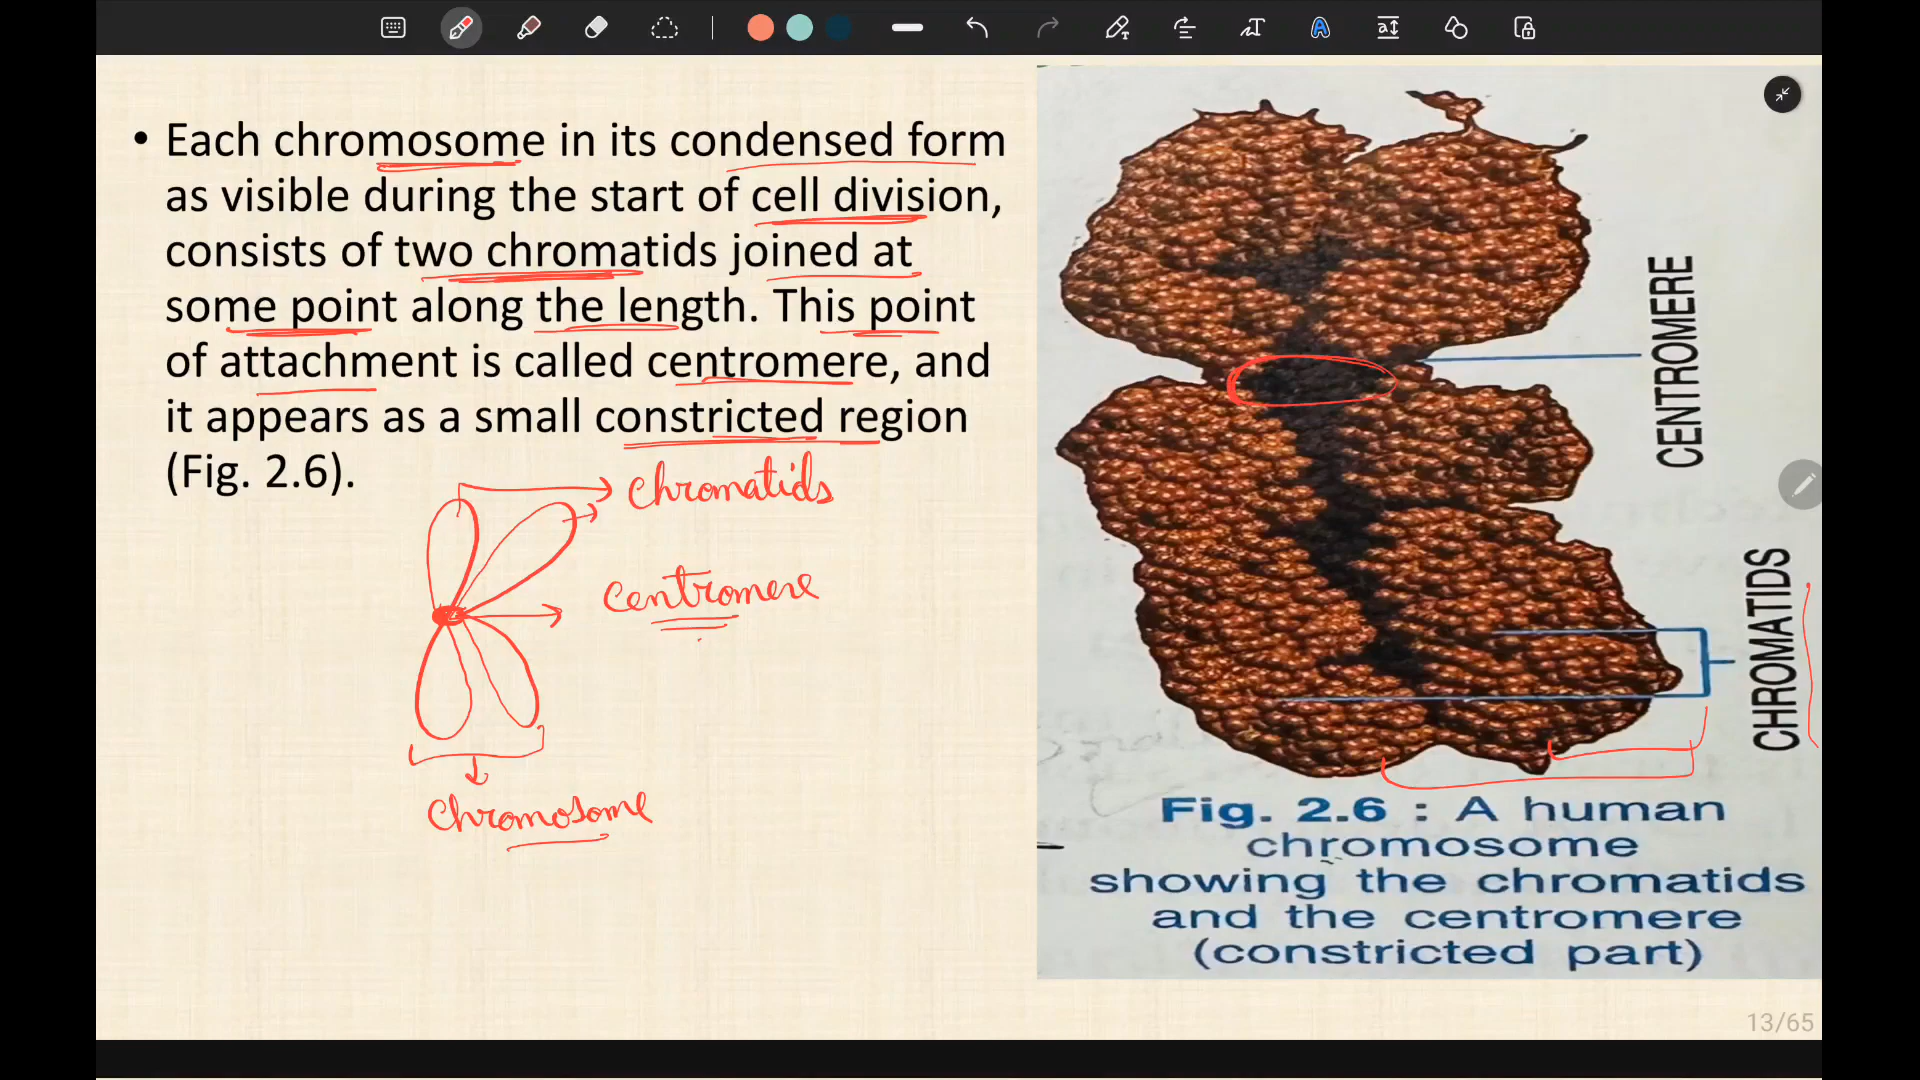 • Each chromosome in its condensed form
as visible during the start of cell division,
consists of two chromatids joined at
some point along the length. This point
of attachment is called centromere, and
it appears as a small constricted region
(Fig. 2.6).
chromatids
centromere
chromosome
CENTROMERE
CHROMATIDS
Fig. 2.6 : A human
chromosome
showing the chromatids
and the centromere
(constricted part)
13/65